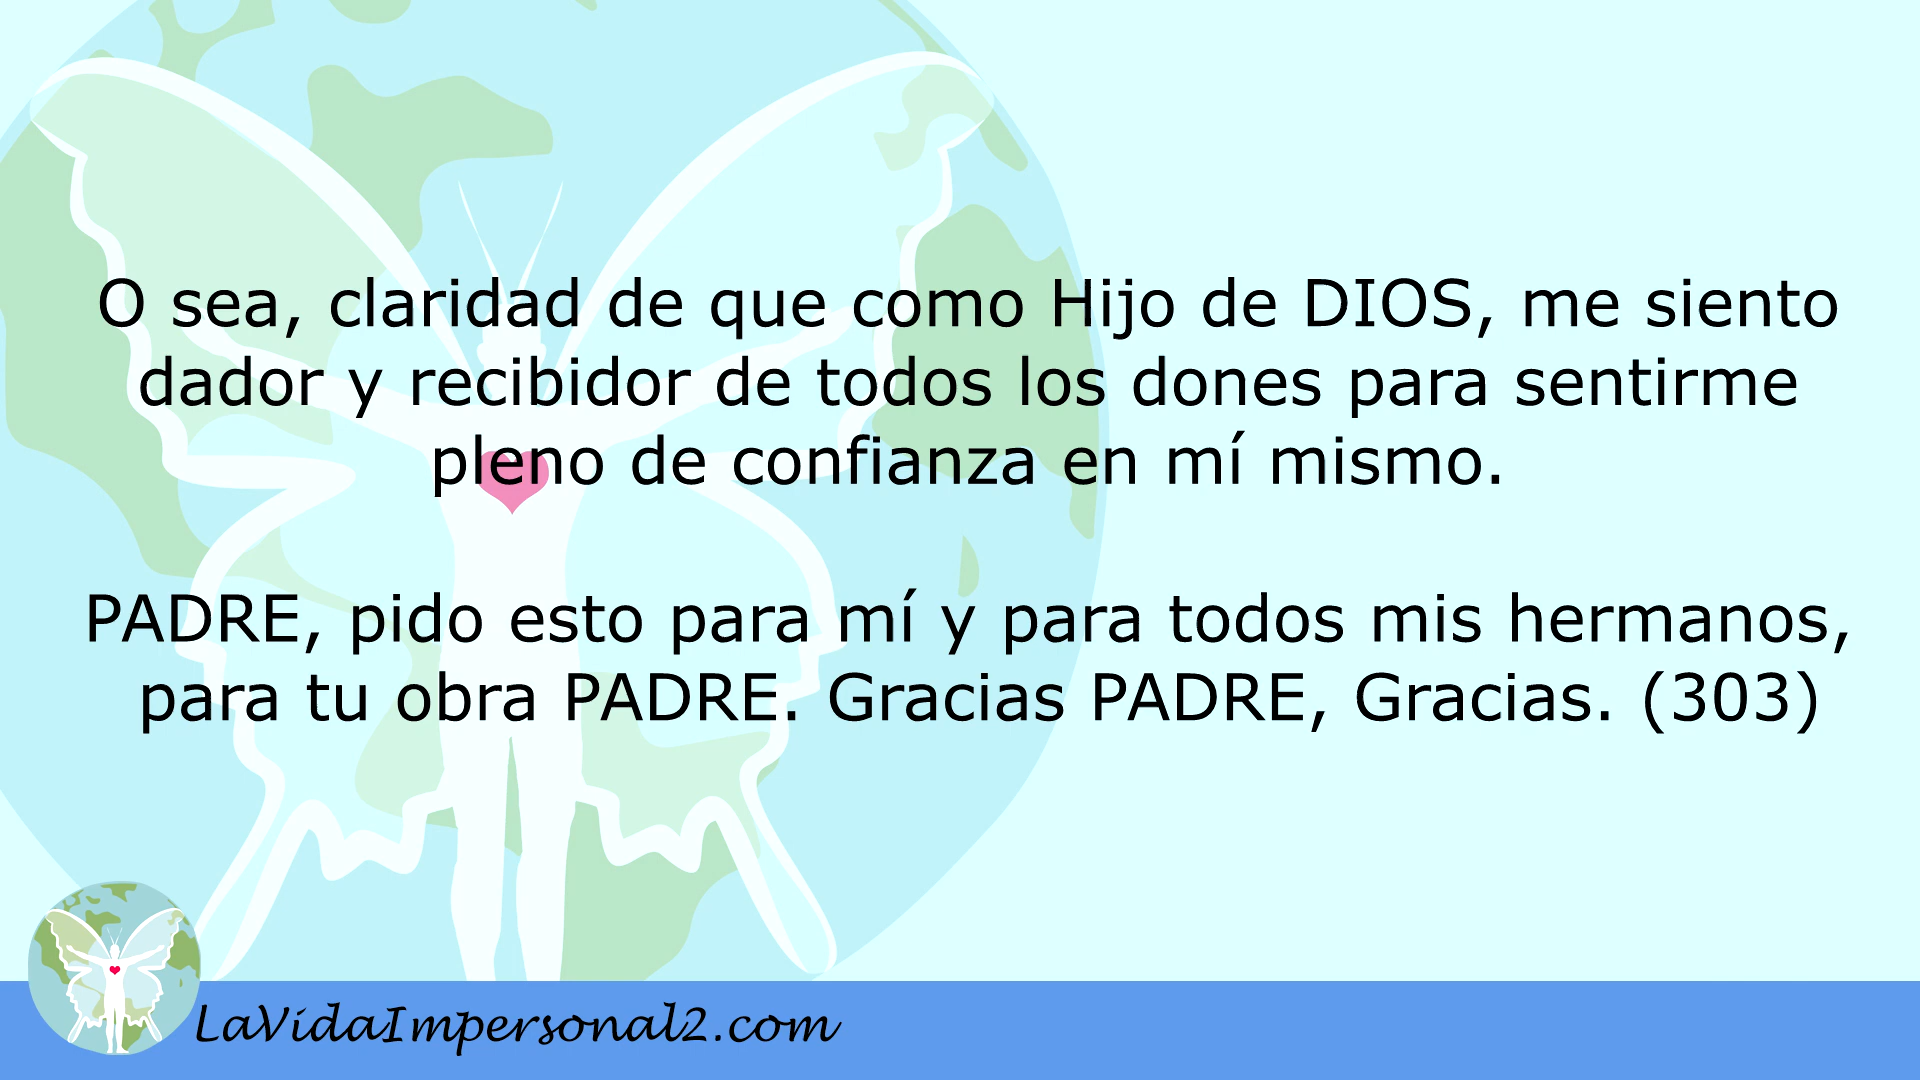 O sea, claridad de que como Hijo de DIOS, me siento
dador y recibidor de todos los dones para sentirme
pleno de confianza en mí mismo.
PADRE, pido esto para mí y para todos mis hermanos,
para tu obra PADRE. Gracias PADRE, Gracias. (303)
LaVidaImpersonal2.com